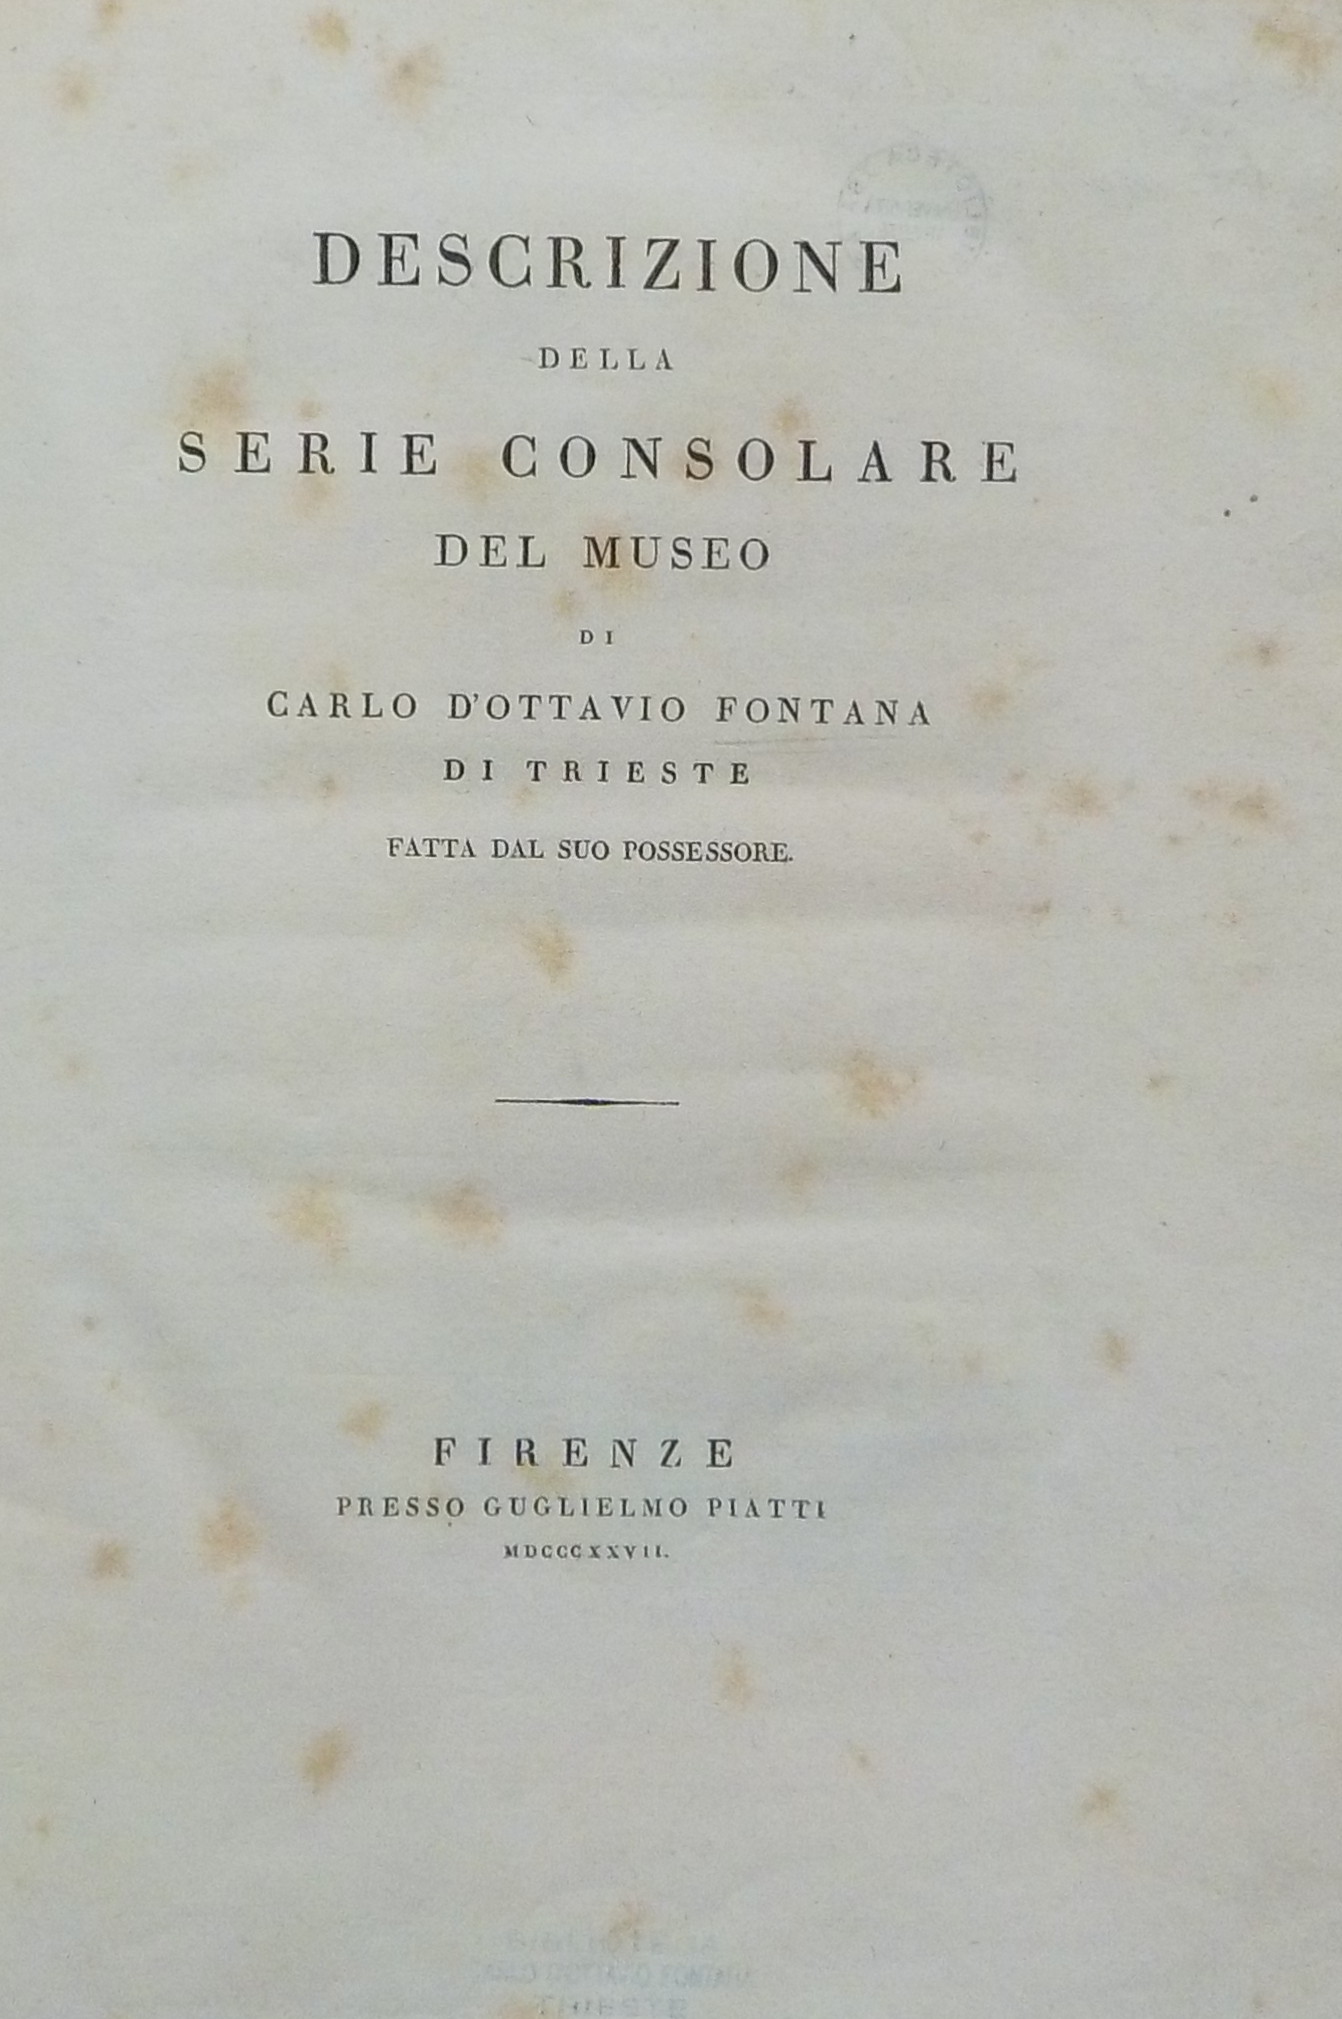 DESCRIZIONE
DELLA
SERIE CONSOLARE
DEL MUSEO
DI
CARLO D'OTTAVIO FONTANA
DI TRIESTE
FATTA DAL SUO POSSESSORE.
FIRENZE
PRESSO GUGLIELMO PIATTI
MDCCCXXVII.